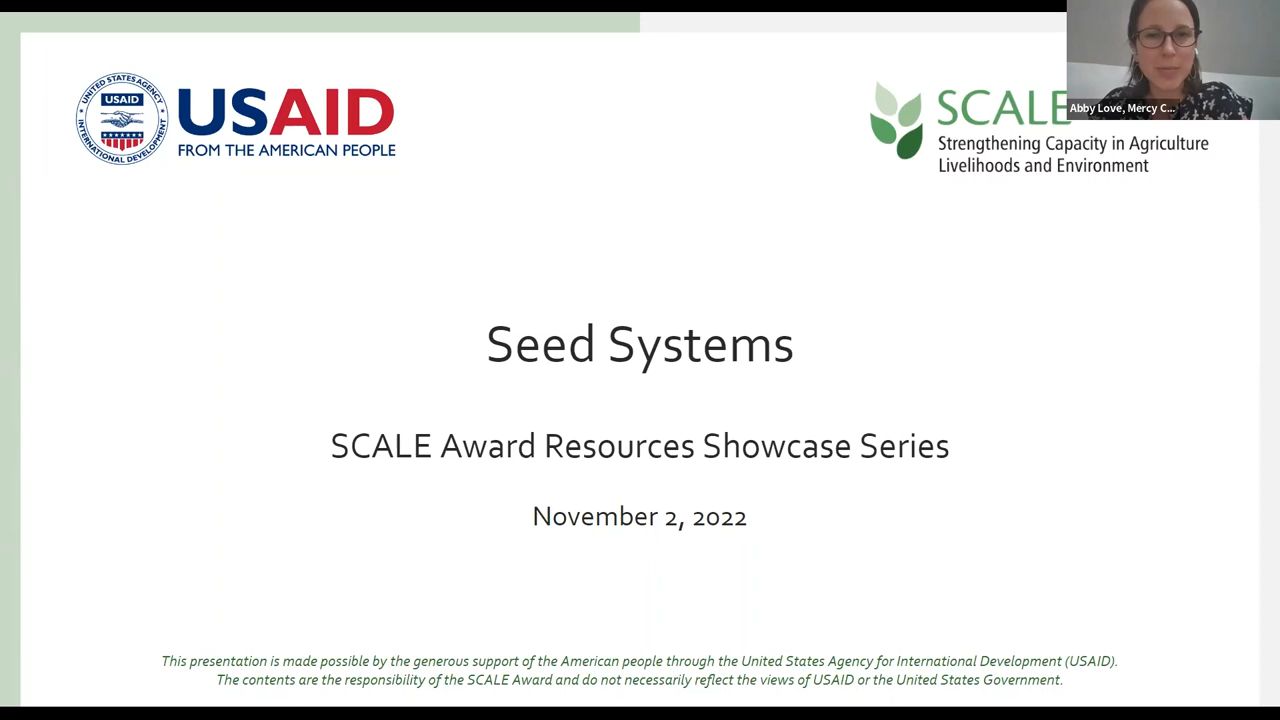 UNITED STATES AGENCY
USAID
INTERNATIONAL DEVELOPMENT
USAID
FROM THE AMERICAN PEOPLE
SCALE
Strengthening Capacity in Agriculture
Livelihoods and Environment
Abby Love, Mercy C...
Seed Systems
SCALE Award Resources Showcase Series
November 2, 2022
This presentation is made possible by the generous support of the American people through the United States Agency for International Development (USAID).
The contents are the responsibility of the SCALE Award and do not necessarily reflect the views of USAID or the United States Government.